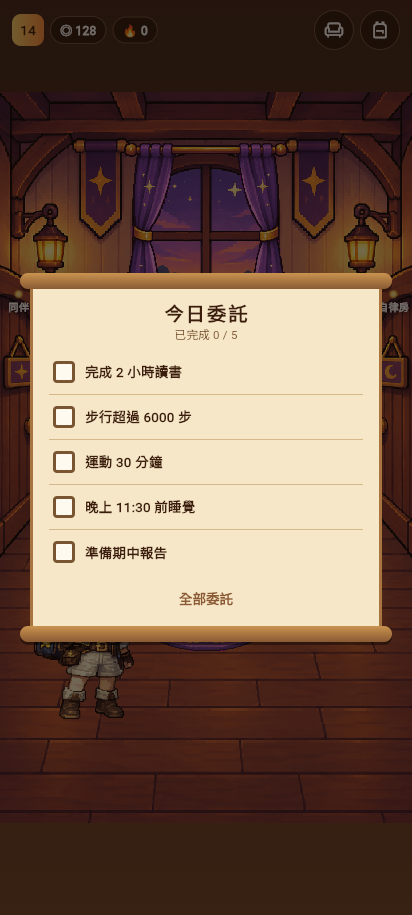 14
128
0
同伴
自律房
今日委託
已完成 0 / 5
完成 2 小時讀書
步行超過 6000 步
運動 30 分鐘
晚上 11:30 前睡覺
準備期中報告
全部委託